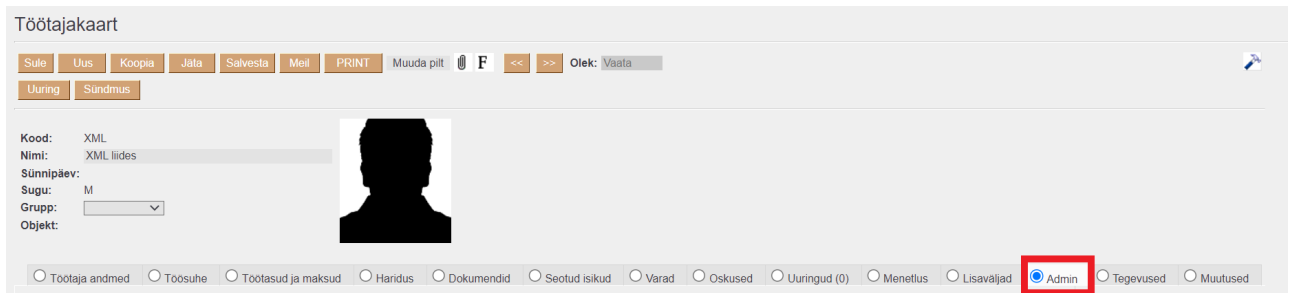 Töötajakaart
Sule Uus Koopia Jäta Salvesta Meil PRINT Muuda pilt F << >> Olek: Vaata
Uuring Sündmus
Kood: XML
Nimi: XML liides
Sünnipäev:
Sugu: M
Grupp:
Objekt:
Töötaja andmed Töösuhe Töötasud ja maksud Haridus Dokumendid Seotud isikud Varad Oskused Uuringud (0) Menetlus Lisaväljad Admin Tegevused Muutused